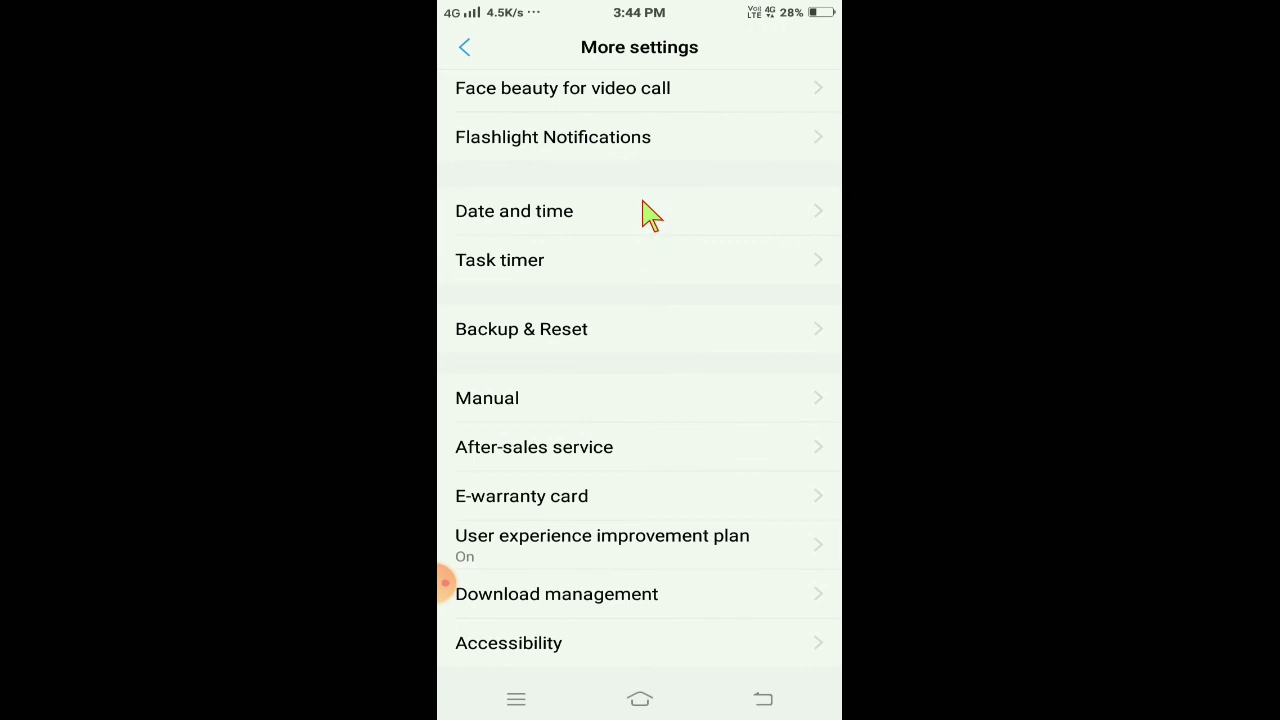 4G 4.5K/s ... 3:44 PM VoLTE 4G 28%
More settings
Face beauty for video call
Flashlight Notifications
Date and time
Task timer
Backup & Reset
Manual
After-sales service
E-warranty card
User experience improvement plan
On
Download management
Accessibility